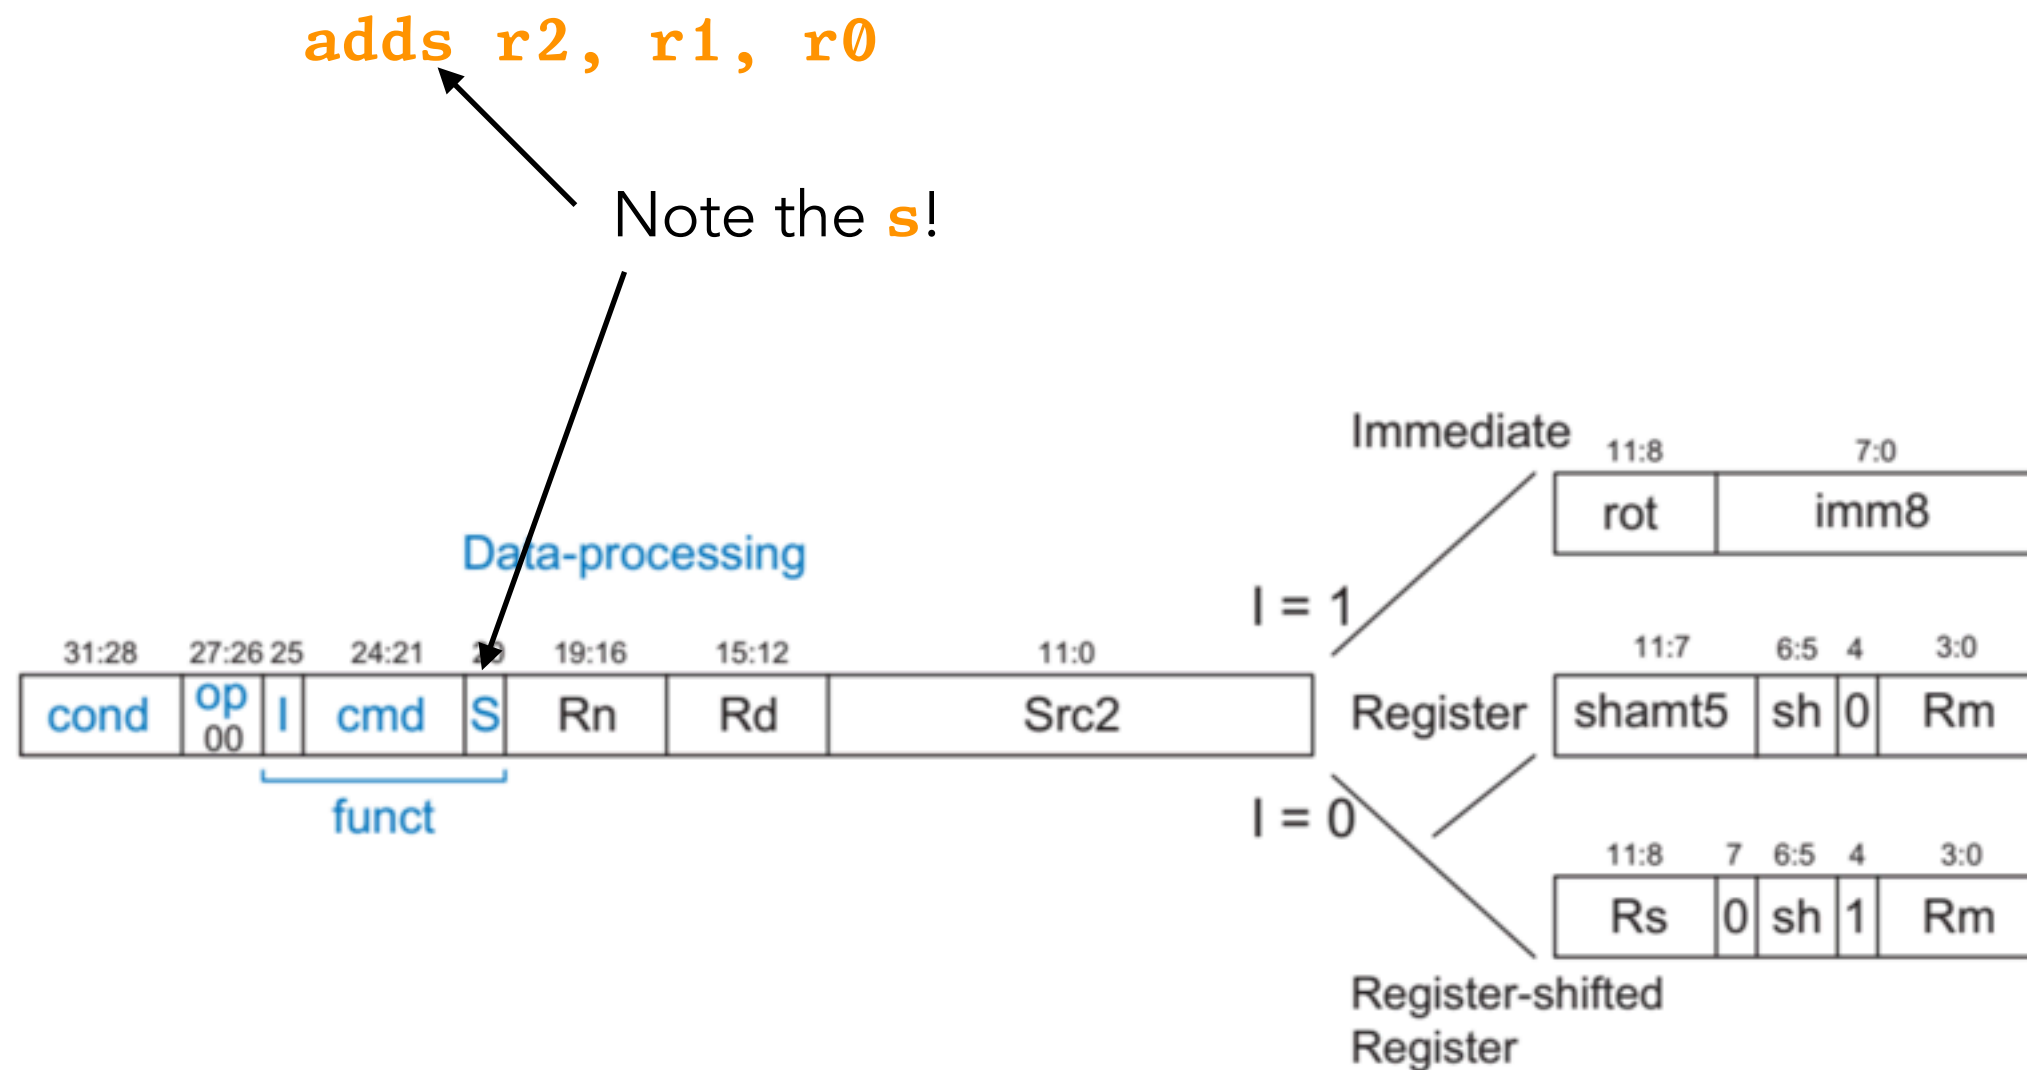 adds r2, r1, r0
Note the s!
Data-processing
31:28 27:26 25 24:21 20 19:16 15:12 11:0
cond op 00 I cmd S Rn Rd Src2
funct
I = 1
I = 0
Immediate
11:8 7:0
rot imm8
Register
11:7 6:5 4 3:0
shamt5 sh 0 Rm
11:8 7 6:5 4 3:0
Rs 0 sh 1 Rm
Register-shifted
Register